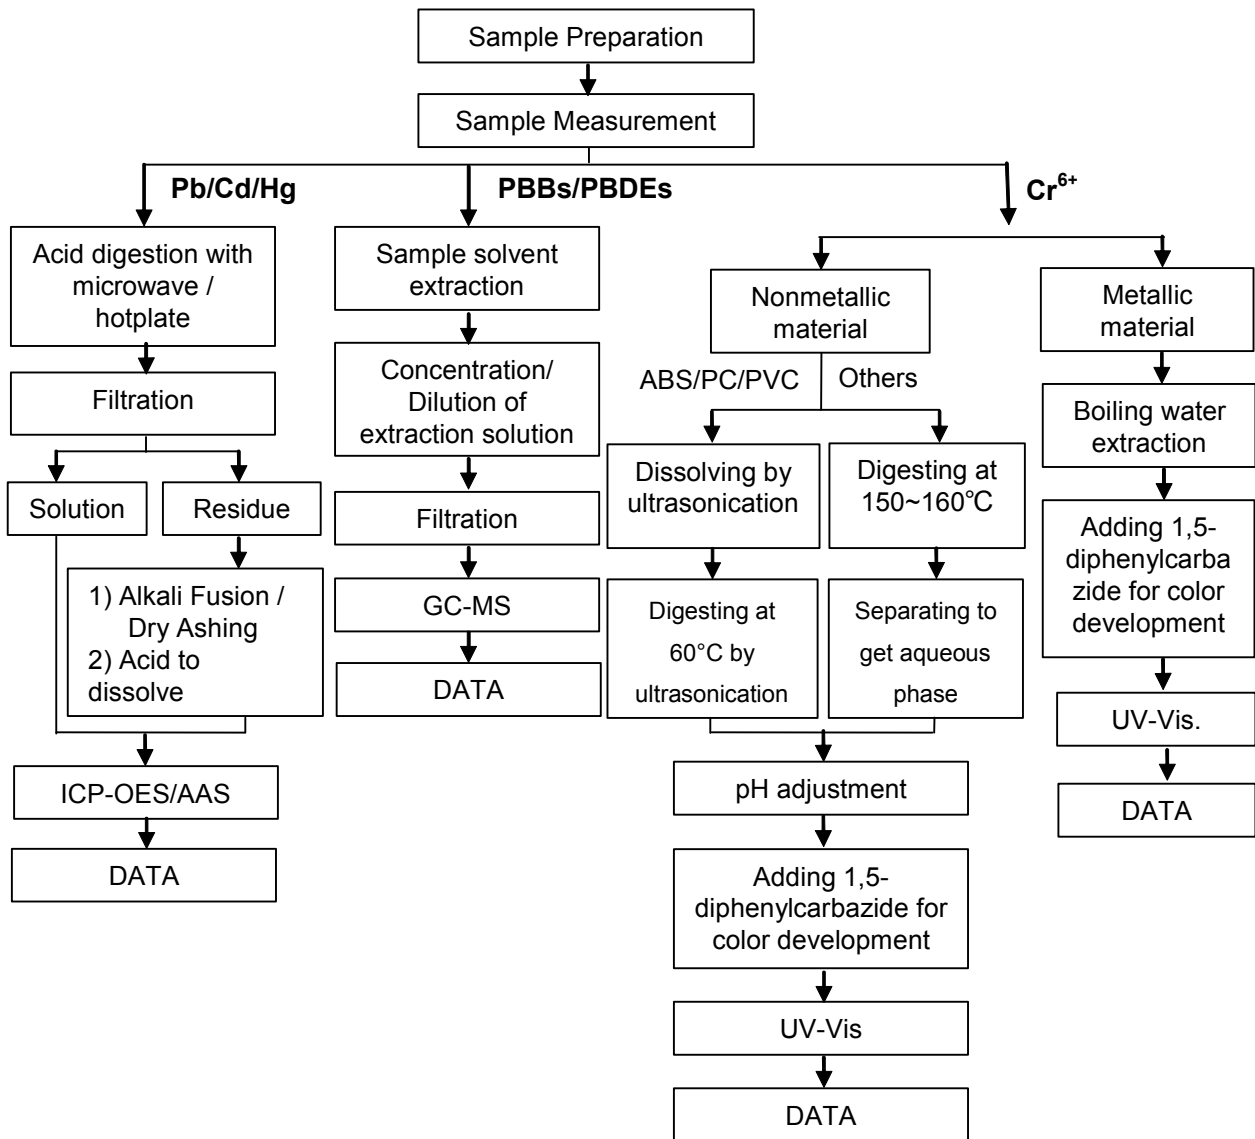 Sample Preparation
Sample Measurement
Pb/Cd/Hg
PBBs/PBDEs
Cr6+
Acid digestion with
microwave /
hotplate
Filtration
Solution
Residue
1) Alkali Fusion /
Dry Ashing
2) Acid to
dissolve
ICP-OES/AAS
DATA
Sample solvent
extraction
Concentration/
Dilution of
extraction solution
Filtration
GC-MS
DATA
Nonmetallic
material
ABS/PC/PVC
Others
Dissolving by
ultrasonication
Digesting at
60°C by
ultrasonication
Digesting at
150~160℃
Separating to
get aqueous
phase
pH adjustment
Adding 1,5-
diphenylcarbazide for
color development
UV-Vis
DATA
Metallic
material
Boiling water
extraction
Adding 1,5-
diphenylcarba
zide for color
development
UV-Vis.
DATA